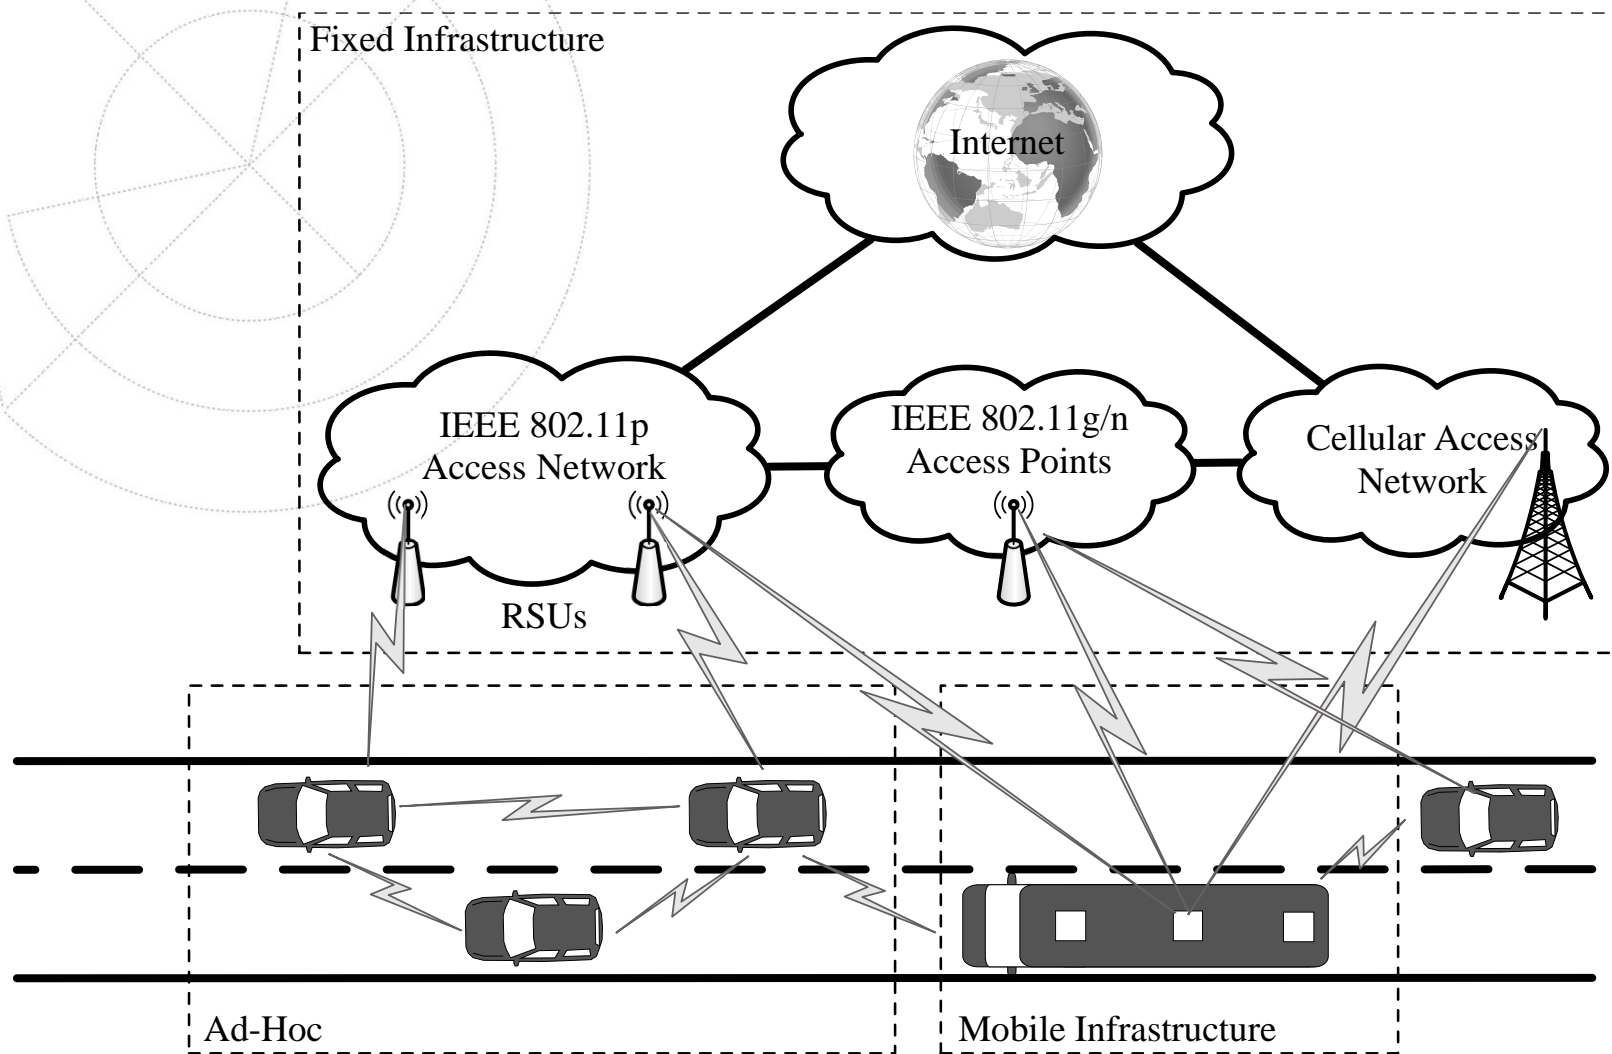 Fixed Infrastructure
Internet
IEEE 802.11p
Access Network
IEEE 802.11g/n
Access Points
Cellular Access
Network
RSUs
Ad-Hoc
Mobile Infrastructure